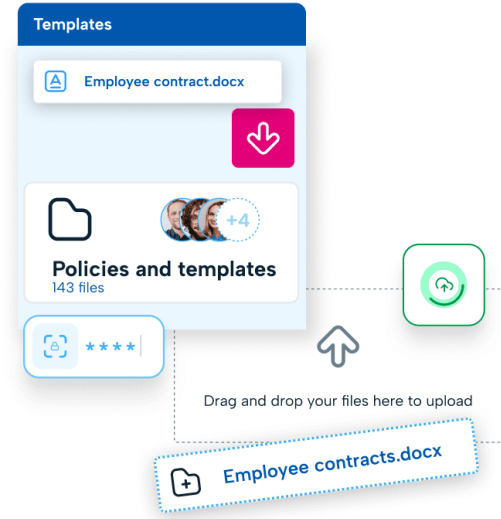 Templates
Employee contract.docx
+4
Policies and templates
143 files
****
Drag and drop your files here to upload
Employee contracts.docx